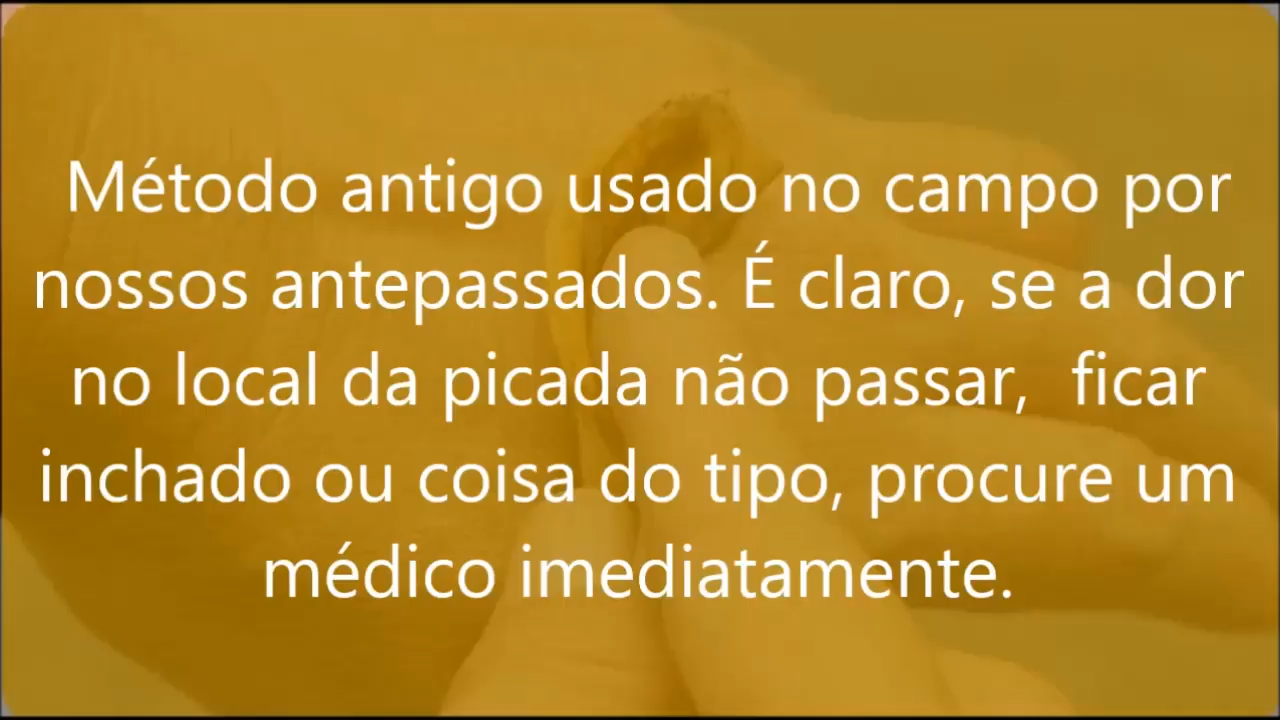 Método antigo usado no campo por
nossos antepassados. É claro, se a dor
no local da picada não passar, ficar
inchado ou coisa do tipo, procure um
médico imediatamente.